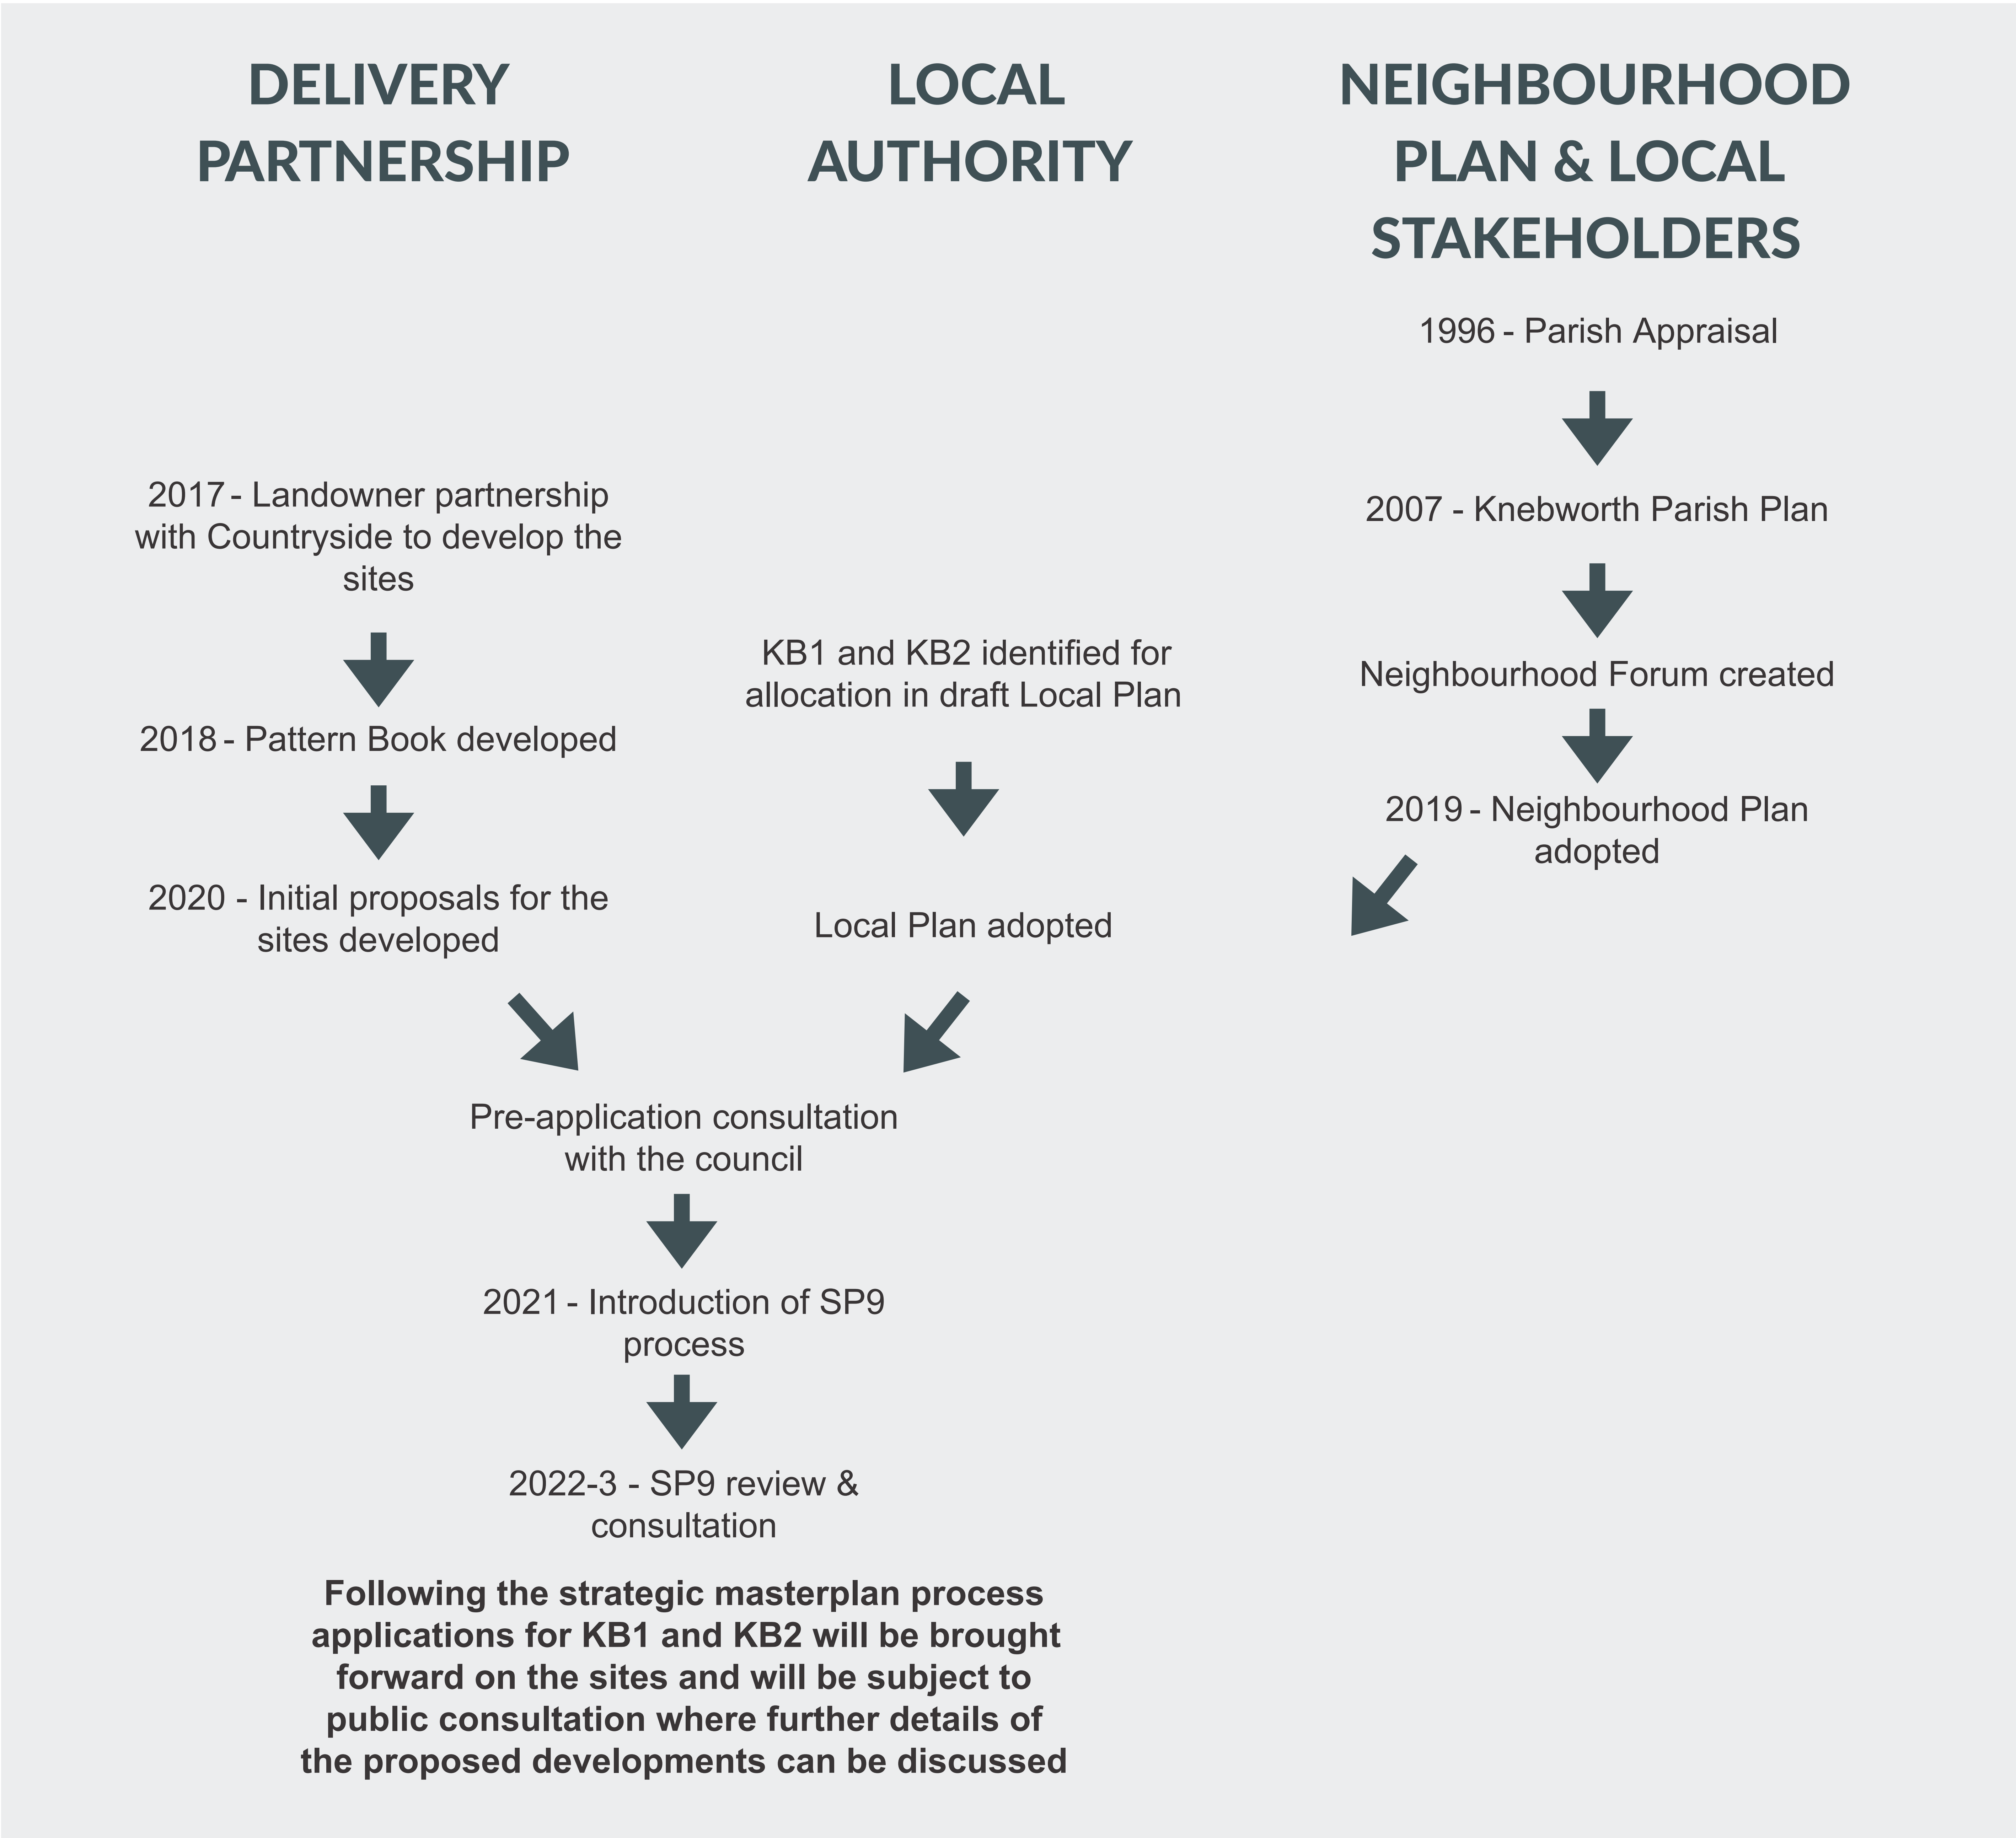 DELIVERY
PARTNERSHIP
2017 - Landowner partnership
with Countryside to develop the
sites
2018 - Pattern Book developed
2020 - Initial proposals for the
sites developed
LOCAL
AUTHORITY
KB1 and KB2 identified for
allocation in draft Local Plan
Local Plan adopted
NEIGHBOURHOOD
PLAN & LOCAL
STAKEHOLDERS
1996 - Parish Appraisal
2007 - Knebworth Parish Plan
Neighbourhood Forum created
2019 - Neighbourhood Plan
adopted
Pre-application consultation
with the council
2021 - Introduction of SP9
process
2022-3 - SP9 review &
consultation
Following the strategic masterplan process
applications for KB1 and KB2 will be brought
forward on the sites and will be subject to
public consultation where further details of
the proposed developments can be discussed